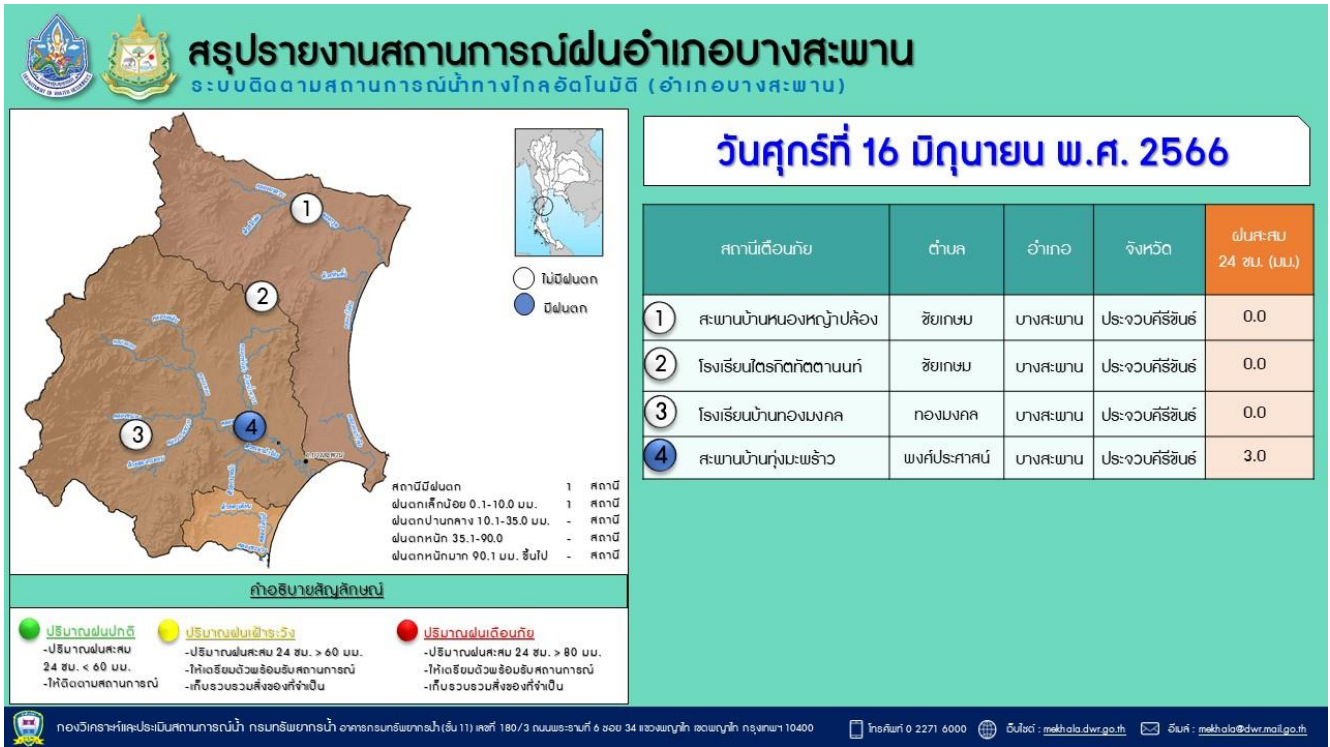 สรุปรายงานสถานการณ์ฝนอำเภอบางสะพาน
ระบบติดตามสถานการณ์น้ำทางไกลอัตโนมัติ (อำเภอบางสะพาน)
1
2
3
4
ไม่มีฝนตก
มีฝนตก
สถานีมีฝนตก 1 สถานี
ฝนตกเล็กน้อย 0.1-10.0 มม. 1 สถานี
ฝนตกปานกลาง 10.1-35.0 มม. - สถานี
ฝนตกหนัก 35.1-90.0 - สถานี
ฝนตกหนักมาก 90.1 มม. ขึ้นไป - สถานี
คำอธิบายสัญลักษณ์
ปริมาณฝนปกติ
-ปริมาณฝนสะสม
24 ชม. < 60 มม.
-ให้ติดตามสถานการณ์
ปริมาณฝนเฝ้าระวัง
-ปริมาณฝนสะสม 24 ชม. > 60 มม.
-ให้เตรียมตัวพร้อมรับสถานการณ์
-เก็บรวบรวมสิ่งของที่จำเป็น
ปริมาณฝนเตือนภัย
-ปริมาณฝนสะสม 24 ชม. > 80 มม.
-ให้เตรียมตัวพร้อมรับสถานการณ์
-เก็บรวบรวมสิ่งของที่จำเป็น
วันศุกร์ที่ 16 มิถุนายน พ.ศ. 2566
สถานีเตือนภัย ตำบล อำเภอ จังหวัด ฝนสะสม
24 ชม. (มม.)
1 สะพานบ้านหนองหญ้าปล้อง ชัยเกษม บางสะพาน ประจวบคีรีขันธ์ 0.0
2 โรงเรียนไตรกิตทัตตานนท์ ชัยเกษม บางสะพาน ประจวบคีรีขันธ์ 0.0
3 โรงเรียนบ้านทองมงคล ทองมงคล บางสะพาน ประจวบคีรีขันธ์ 0.0
4 สะพานบ้านทุ่งมะพร้าว พงศ์ประศาสน์ บางสะพาน ประจวบคีรีขันธ์ 3.0
กองวิเคราะห์และประเมินสถานการณ์น้ำ กรมทรัพยากรน้ำ อาคารกรมทรัพยากรน้ำ (ชั้น 11) เลขที่ 180/3 ถนนพระรามที่ 6 ซอย 34 แขวงพญาไท เขตพญาไท กรุงเทพฯ 10400 โทรศัพท์ 0 2271 6000 เว็บไซต์ : mekhala.dwr.go.th อีเมล์ : mekhala@dwr.mail.go.th